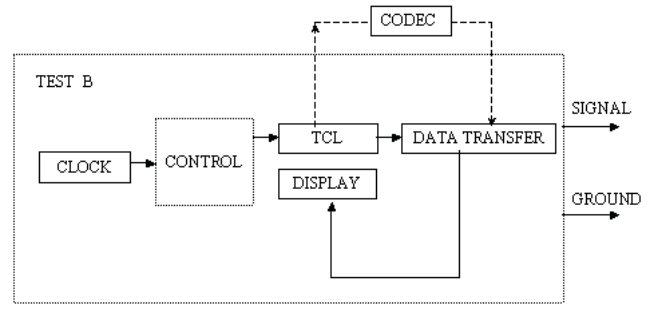 CODEC
TEST B
SIGNAL
TCL
DATA TRANSFER
CLOCK
CONTROL
DISPLAY
GROUND